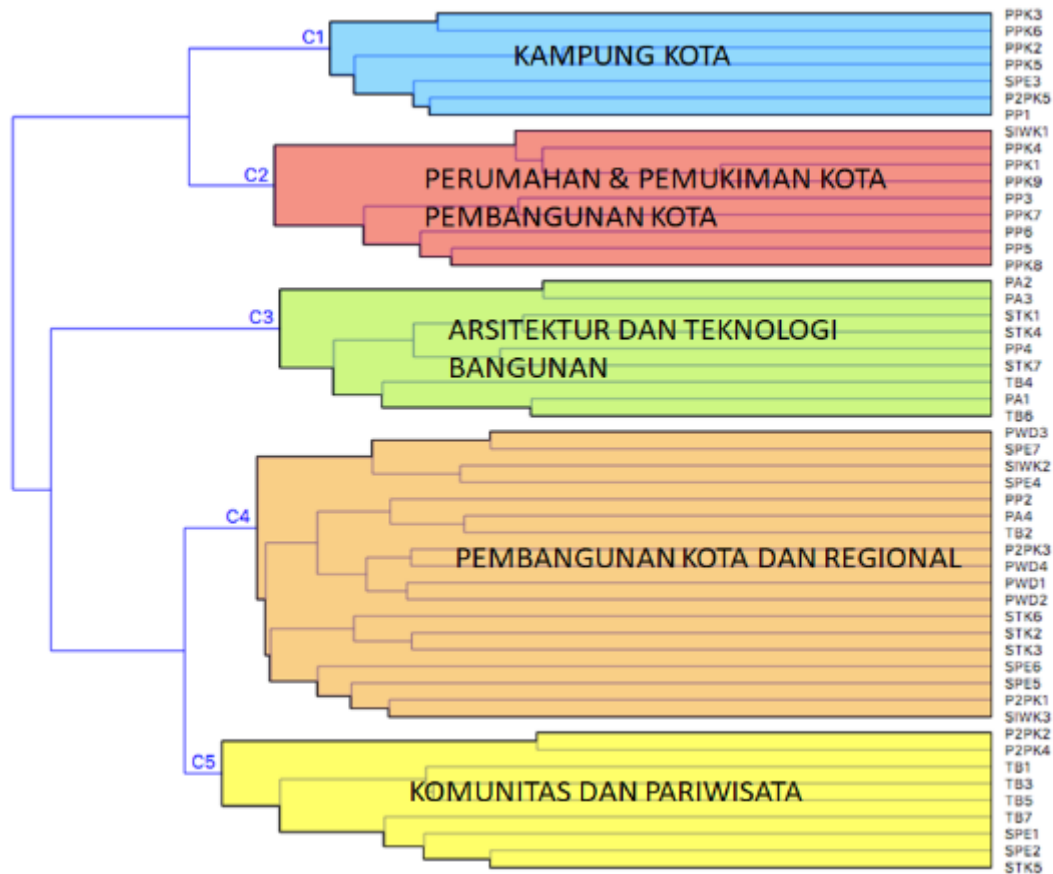 PPK3
PPK6
C1
KAMPUNG KOTA
PPK2
PPK5
SPE3
P2PK5
PP1
SIWK1
PPK4
PPK1
C2
PERUMAHAN & PEMUKIMAN KOTA
PPK9
PP3
PEMBANGUNAN KOTA
PPK7
PP6
PP5
PPK8
PA2
PA3
C3
STK1
ARSITEKTUR DAN TEKNOLOGI
STK4
PP4
BANGUNAN
STK7
TB4
PA1
TB6
PWD3
SPE7
SIWK2
SPE4
PP2
C4
PA4
TB2
P2PK3
PEMBANGUNAN KOTA DAN REGIONAL
PWD4
PWD1
PWD2
STK6
STK2
STK3
SPE6
SPE5
P2PK1
SIWK3
P2PK2
P2PK4
C5
TB1
TB3
KOMUNITAS DAN PARIWISATA
TB5
TB7
SPE1
SPE2
STK5